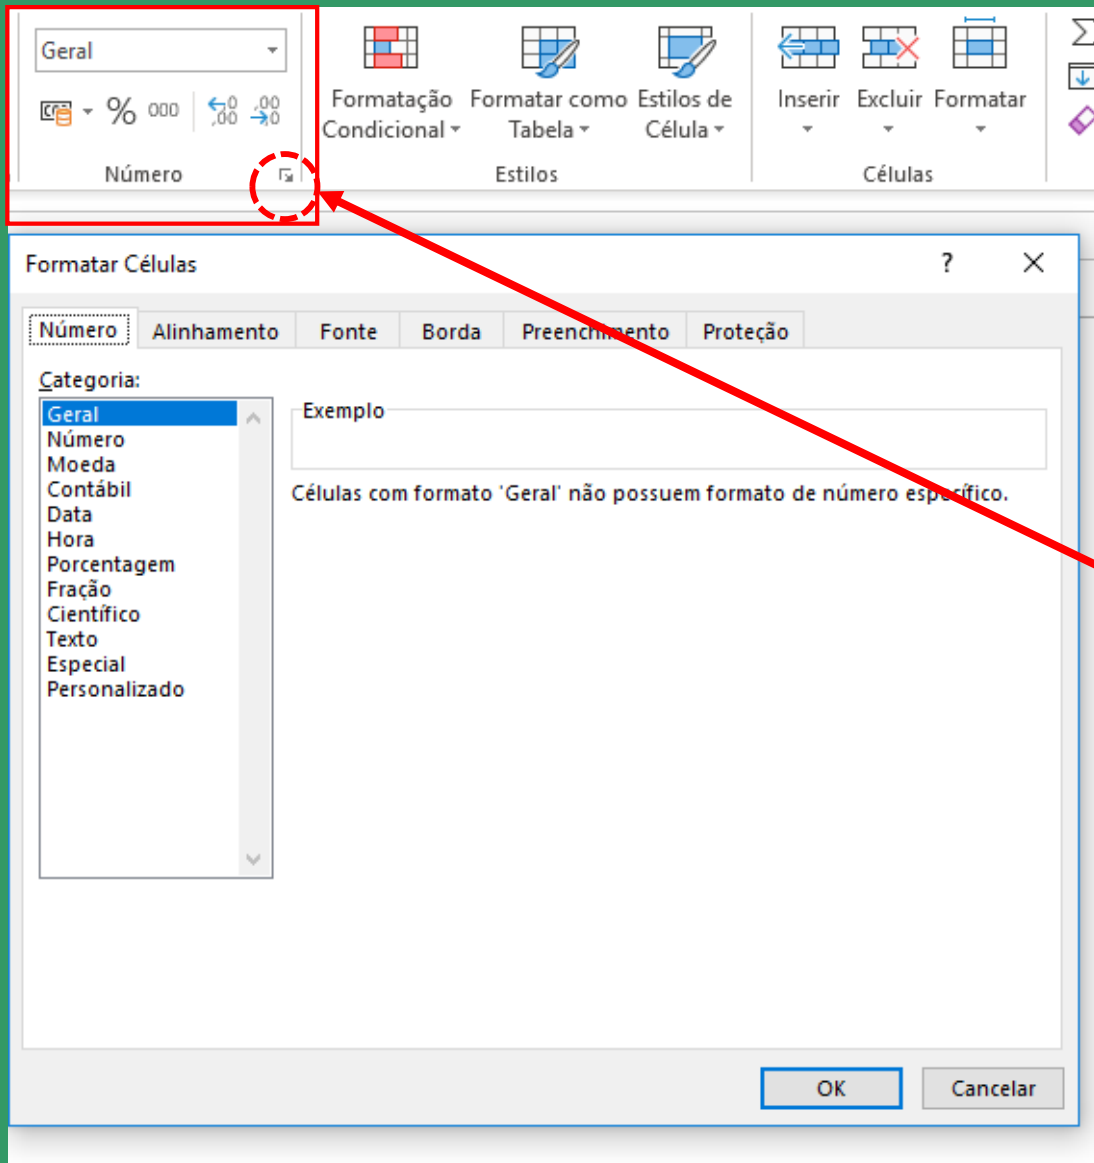 Geral
% 000 ,00 ,00
Número
Formatação Condicional
Formatar como Tabela
Estilos de Célula
Estilos
Inserir
Excluir
Formatar
Células
Formatar Células
?
Número
Alinhamento
Fonte
Borda
Preenchimento
Proteção
Categoria:
Geral
Número
Moeda
Contábil
Data
Hora
Porcentagem
Fração
Científico
Texto
Especial
Personalizado
Exemplo
Células com formato 'Geral' não possuem formato de número específico.
OK
Cancelar